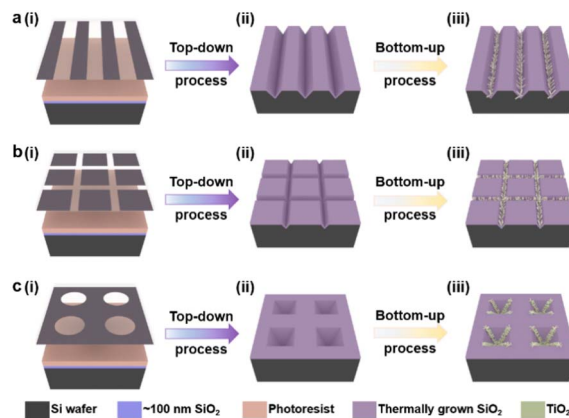 a (i) (ii) (iii)
Top-down
process
Bottom-up
process
b (i) (ii) (iii)
Top-down
process
Bottom-up
process
c (i) (ii) (iii)
Top-down
process
Bottom-up
process
Si wafer ~100 nm SiO₂ Photoresist Thermally grown SiO₂ TiO₂